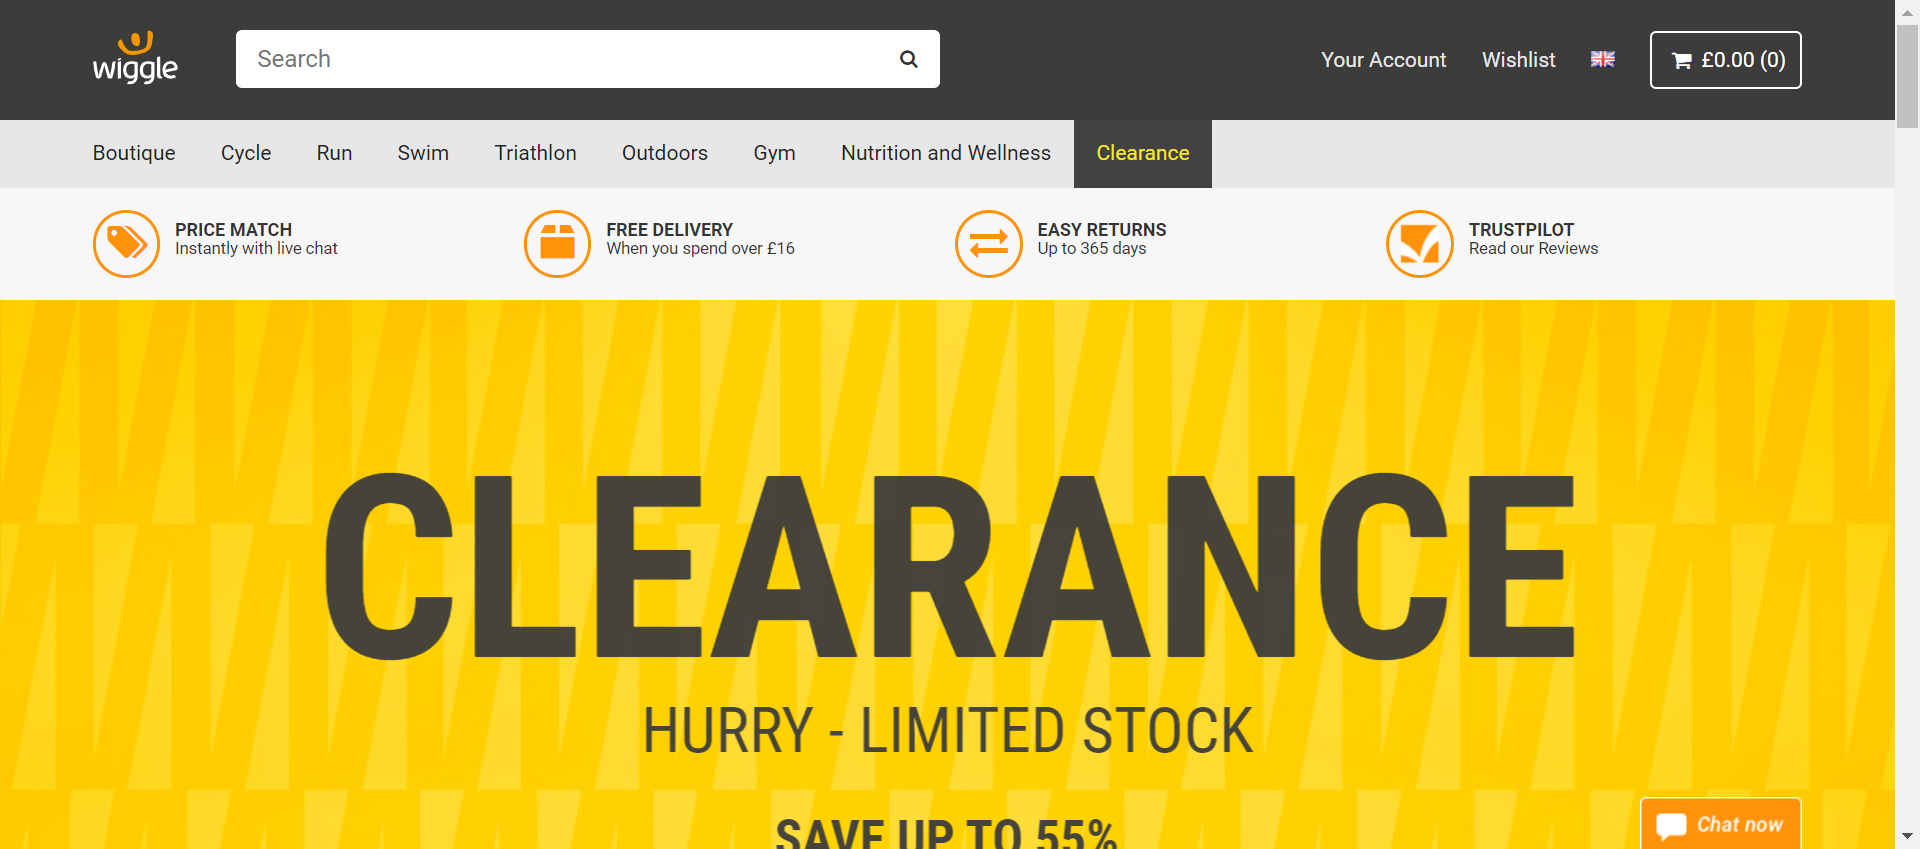 wiggle
Search
Your Account
Wishlist
£0.00 (0)
Boutique
Cycle
Run
Swim
Triathlon
Outdoors
Gym
Nutrition and Wellness
Clearance
PRICE MATCH
Instantly with live chat
FREE DELIVERY
When you spend over £16
EASY RETURNS
Up to 365 days
TRUSTPILOT
Read our Reviews
CLEARANCE
HURRY - LIMITED STOCK
SAVE UP TO 55%
Chat now